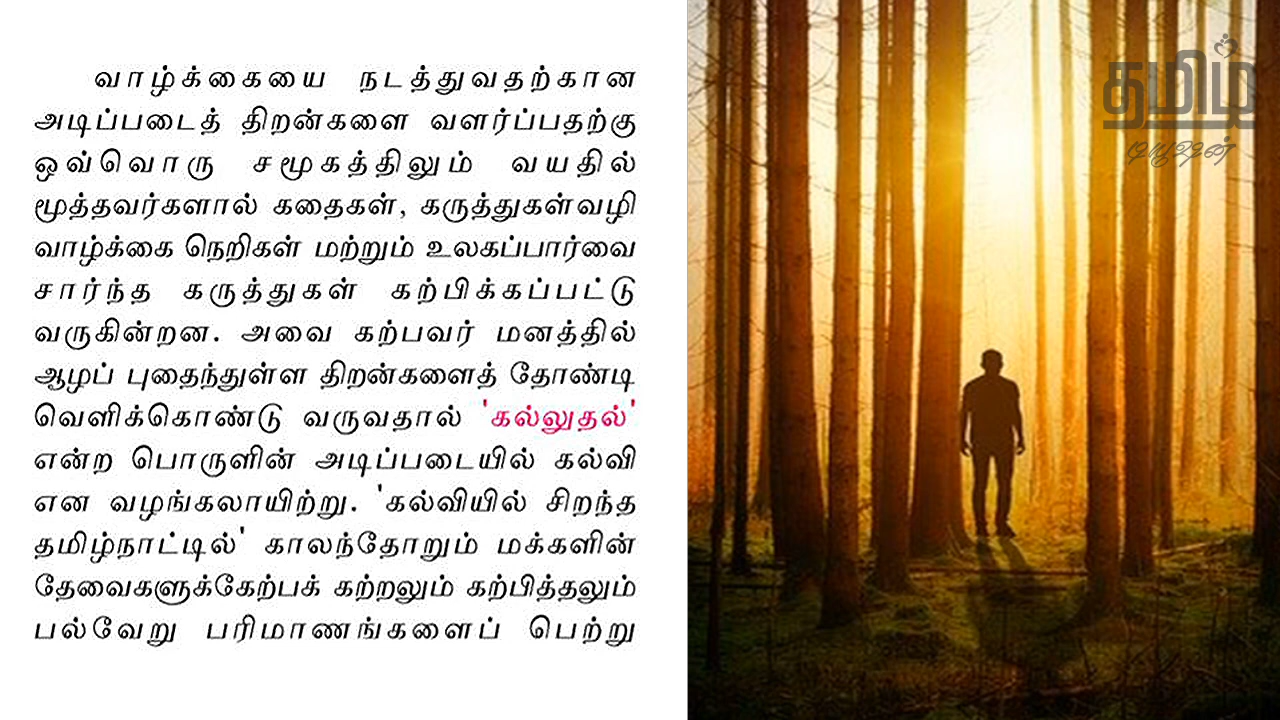 வாழ்க்கையை நடத்துவதற்கான
அடிப்படைத் திறன்களை வளர்ப்பதற்கு
ஒவ்வொரு சமூகத்திலும் வயதில்
மூத்தவர்களால் கதைகள், கருத்துகள்வழி
வாழ்க்கை நெறிகள் மற்றும் உலகப்பார்வை
சார்ந்த கருத்துகள் கற்பிக்கப்பட்டு
வருகின்றன. அவை கற்பவர் மனத்தில்
ஆழப் புதைந்துள்ள திறன்களைத் தோண்டி
வெளிக்கொண்டு வருவதால் 'கல்லுதல்'
என்ற பொருளின் அடிப்படையில் கல்வி
என வழங்கலாயிற்று. 'கல்வியில் சிறந்த
தமிழ்நாட்டில்' காலந்தோறும் மக்களின்
தேவைகளுக்கேற்பக் கற்றலும் கற்பித்தலும்
பல்வேறு பரிமாணங்களைப் பெற்று
தமிழ்
டியூஷன்